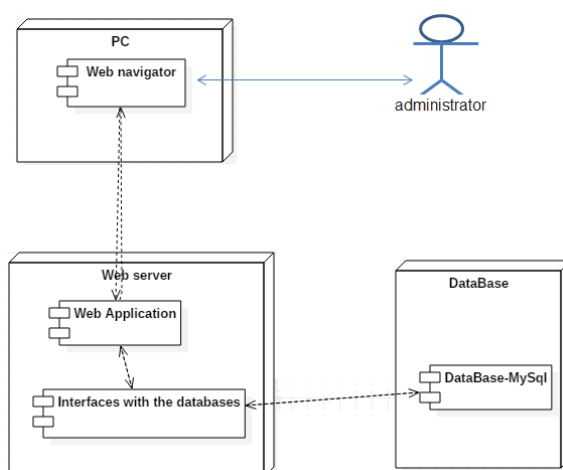 PC
Web navigator
administrator
Web server
Web Application
Interfaces with the databases
DataBase
DataBase-MySql